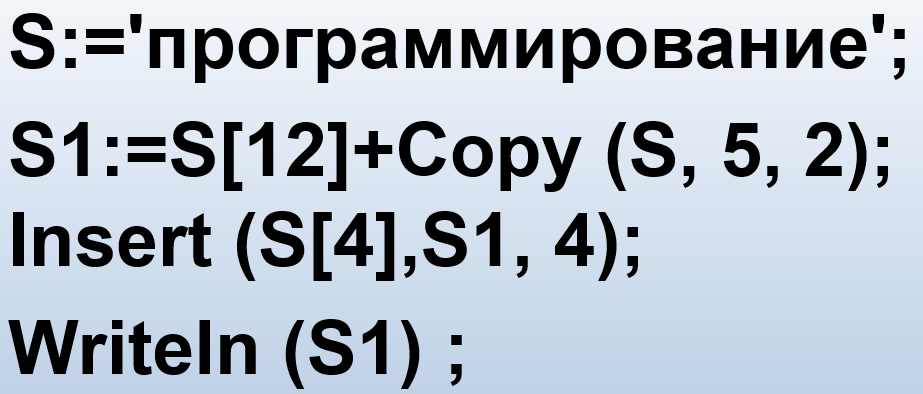 S:='программирование';
S1:=S[12]+Copy (S, 5, 2);
Insert (S[4],S1, 4);
Writeln (S1) ;